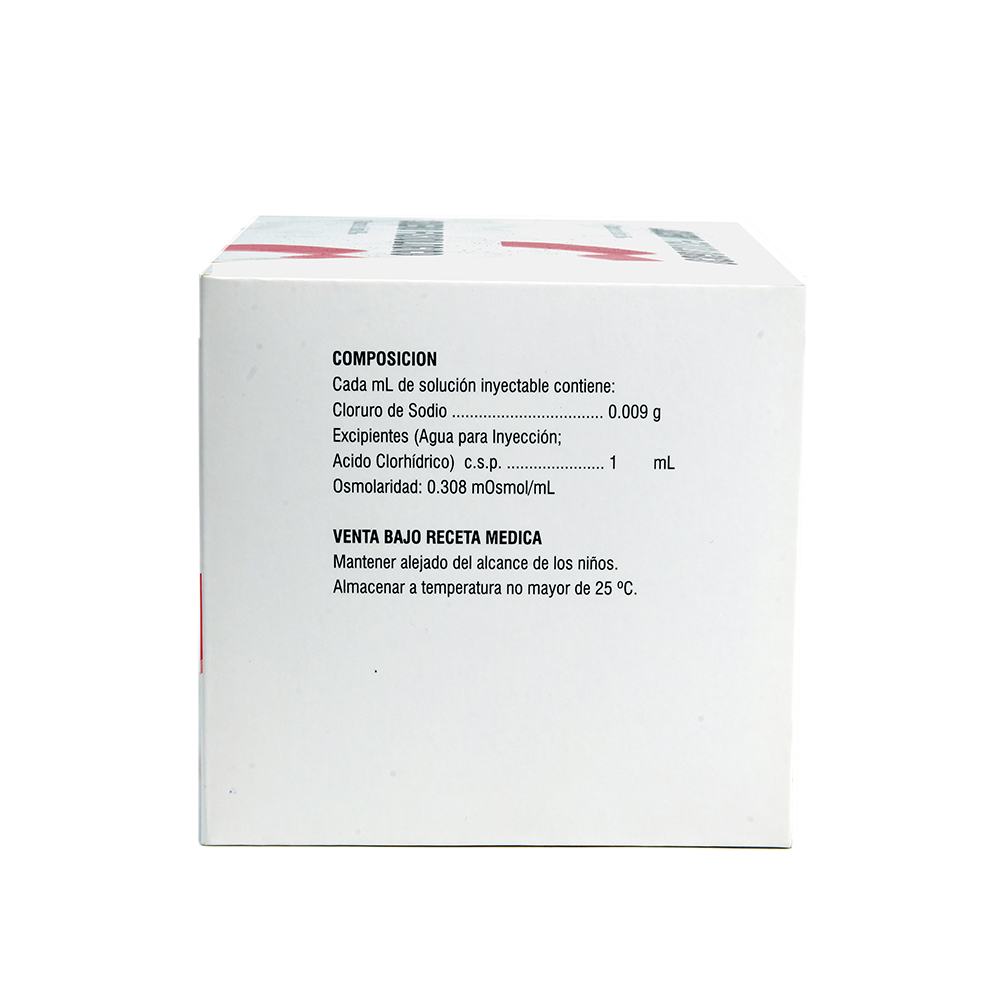 COMPOSICION
Cada mL de solución inyectable contiene:
Cloruro de Sodio .................................. 0.009 g
Excipientes (Agua para Inyección;
Acido Clorhídrico) c.s.p. ...................... 1 mL
Osmolaridad: 0.308 mOsmol/mL
VENTA BAJO RECETA MEDICA
Mantener alejado del alcance de los niños.
Almacenar a temperatura no mayor de 25 ºC.